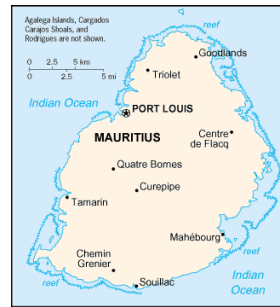 Agalega Islands, Cargados
Carajos Shoals, and
Rodrigues are not shown.
0 2.5 5 km
0 2.5 5 mi
reef
Goodlands
Triolet
Indian Ocean
PORT LOUIS
MAURITIUS
Centre
de Flacq
Quatre Bornes
Curepipe
Tamarin
Mahébourg
Chemin
Grenier
reef
Souillac
reef
Indian
Ocean